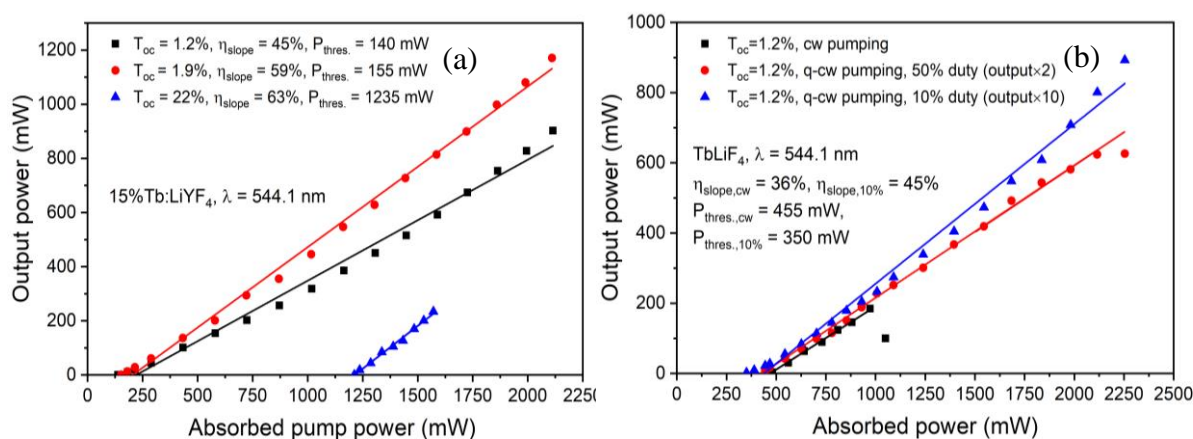 T_oc = 1.2%, η_slope = 45%, P_thres. = 140 mW
T_oc = 1.9%, η_slope = 59%, P_thres. = 155 mW
T_oc = 22%, η_slope = 63%, P_thres. = 1235 mW
(a)
15%Tb:LiYF₄, λ = 544.1 nm
Output power (mW)
1200
1000
800
600
400
200
0
0 250 500 750 1000 1250 1500 1750 2000 2250
Absorbed pump power (mW)
T_oc=1.2%, cw pumping
T_oc=1.2%, q-cw pumping, 50% duty (output×2)
T_oc=1.2%, q-cw pumping, 10% duty (output×10)
(b)
TbLiF₄, λ = 544.1 nm
η_slope,cw = 36%, η_slope,10% = 45%
P_thres.,cw = 455 mW,
P_thres.,10% = 350 mW
Output power (mW)
1000
800
600
400
200
0
0 250 500 750 1000 1250 1500 1750 2000 2250 2500
Absorbed power (mW)